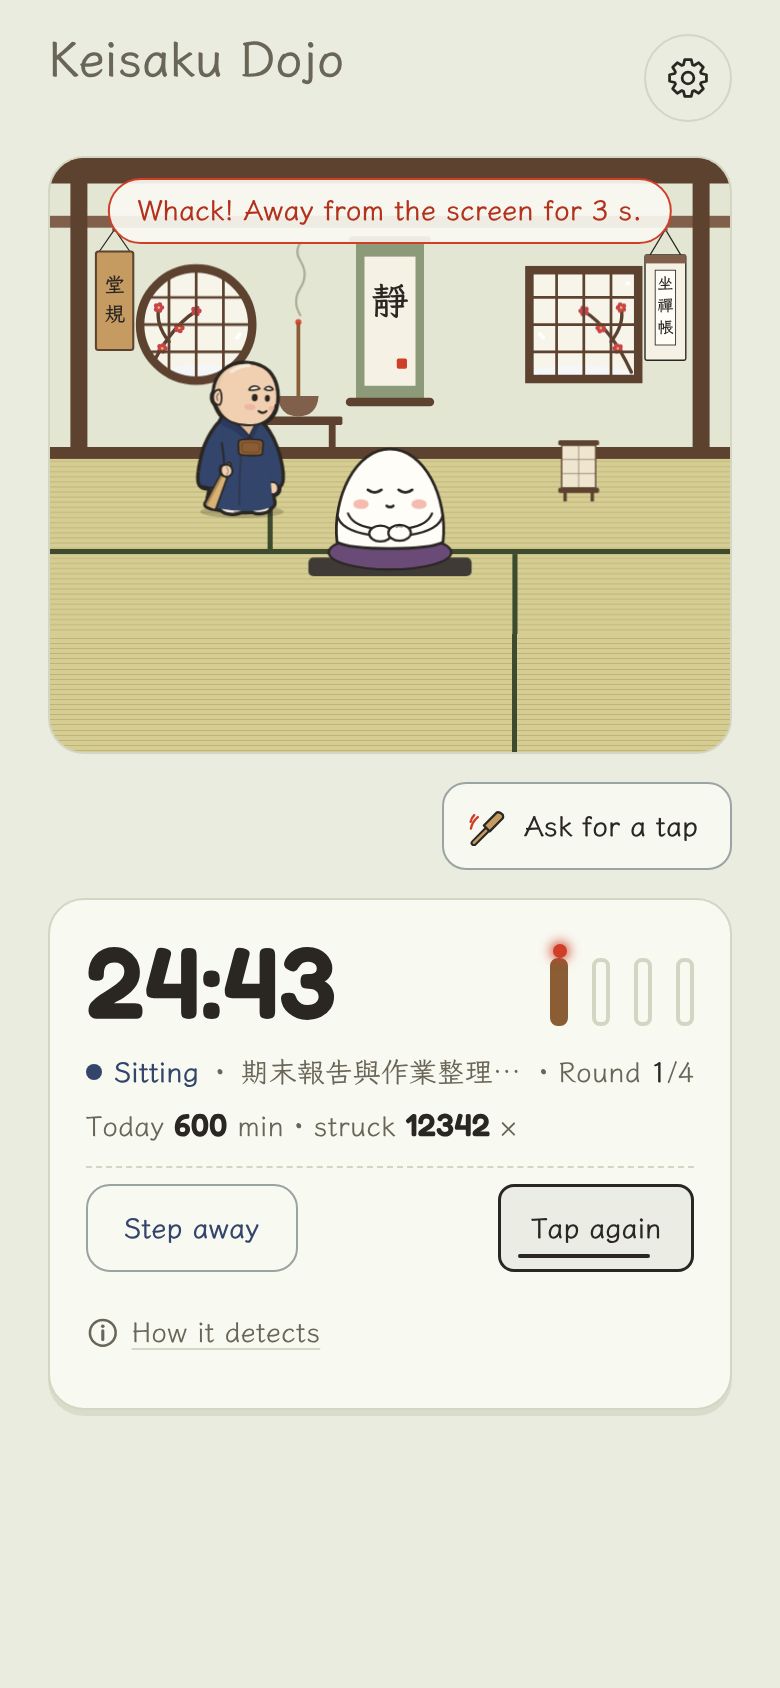 Keisaku Dojo
Whack! Away from the screen for 3 s.
堂規
靜
坐禪帳
Ask for a tap
24:43
Sitting · 期末報告與作業整理… · Round 1/4
Today 600 min · struck 12342 ×
Step away
Tap again
How it detects